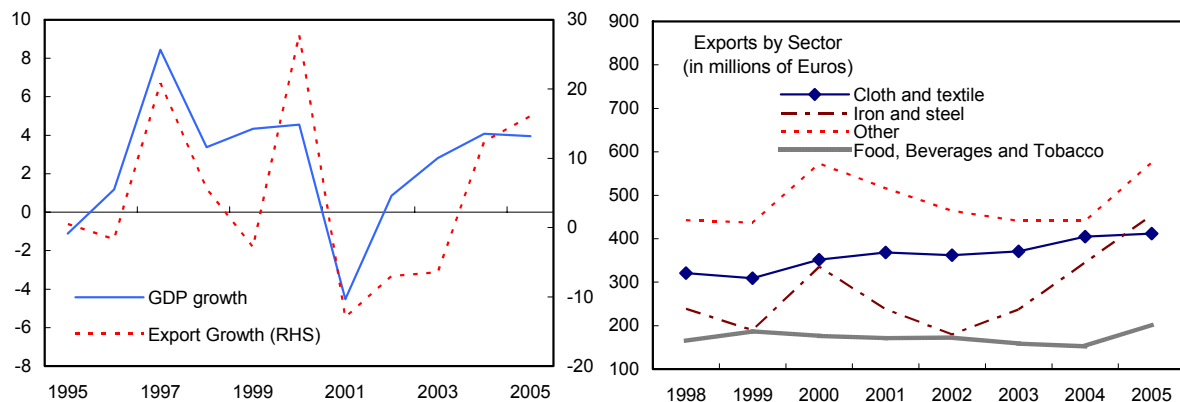 10
8
6
4
2
0
-2
-4
-6
-8
30
20
10
0
-10
-20
GDP growth
Export Growth (RHS)
1995 1997 1999 2001 2003 2005
900
800
700
600
500
400
300
200
100
Exports by Sector
(in millions of Euros)
Cloth and textile
Iron and steel
Other
Food, Beverages and Tobacco
1998 1999 2000 2001 2002 2003 2004 2005